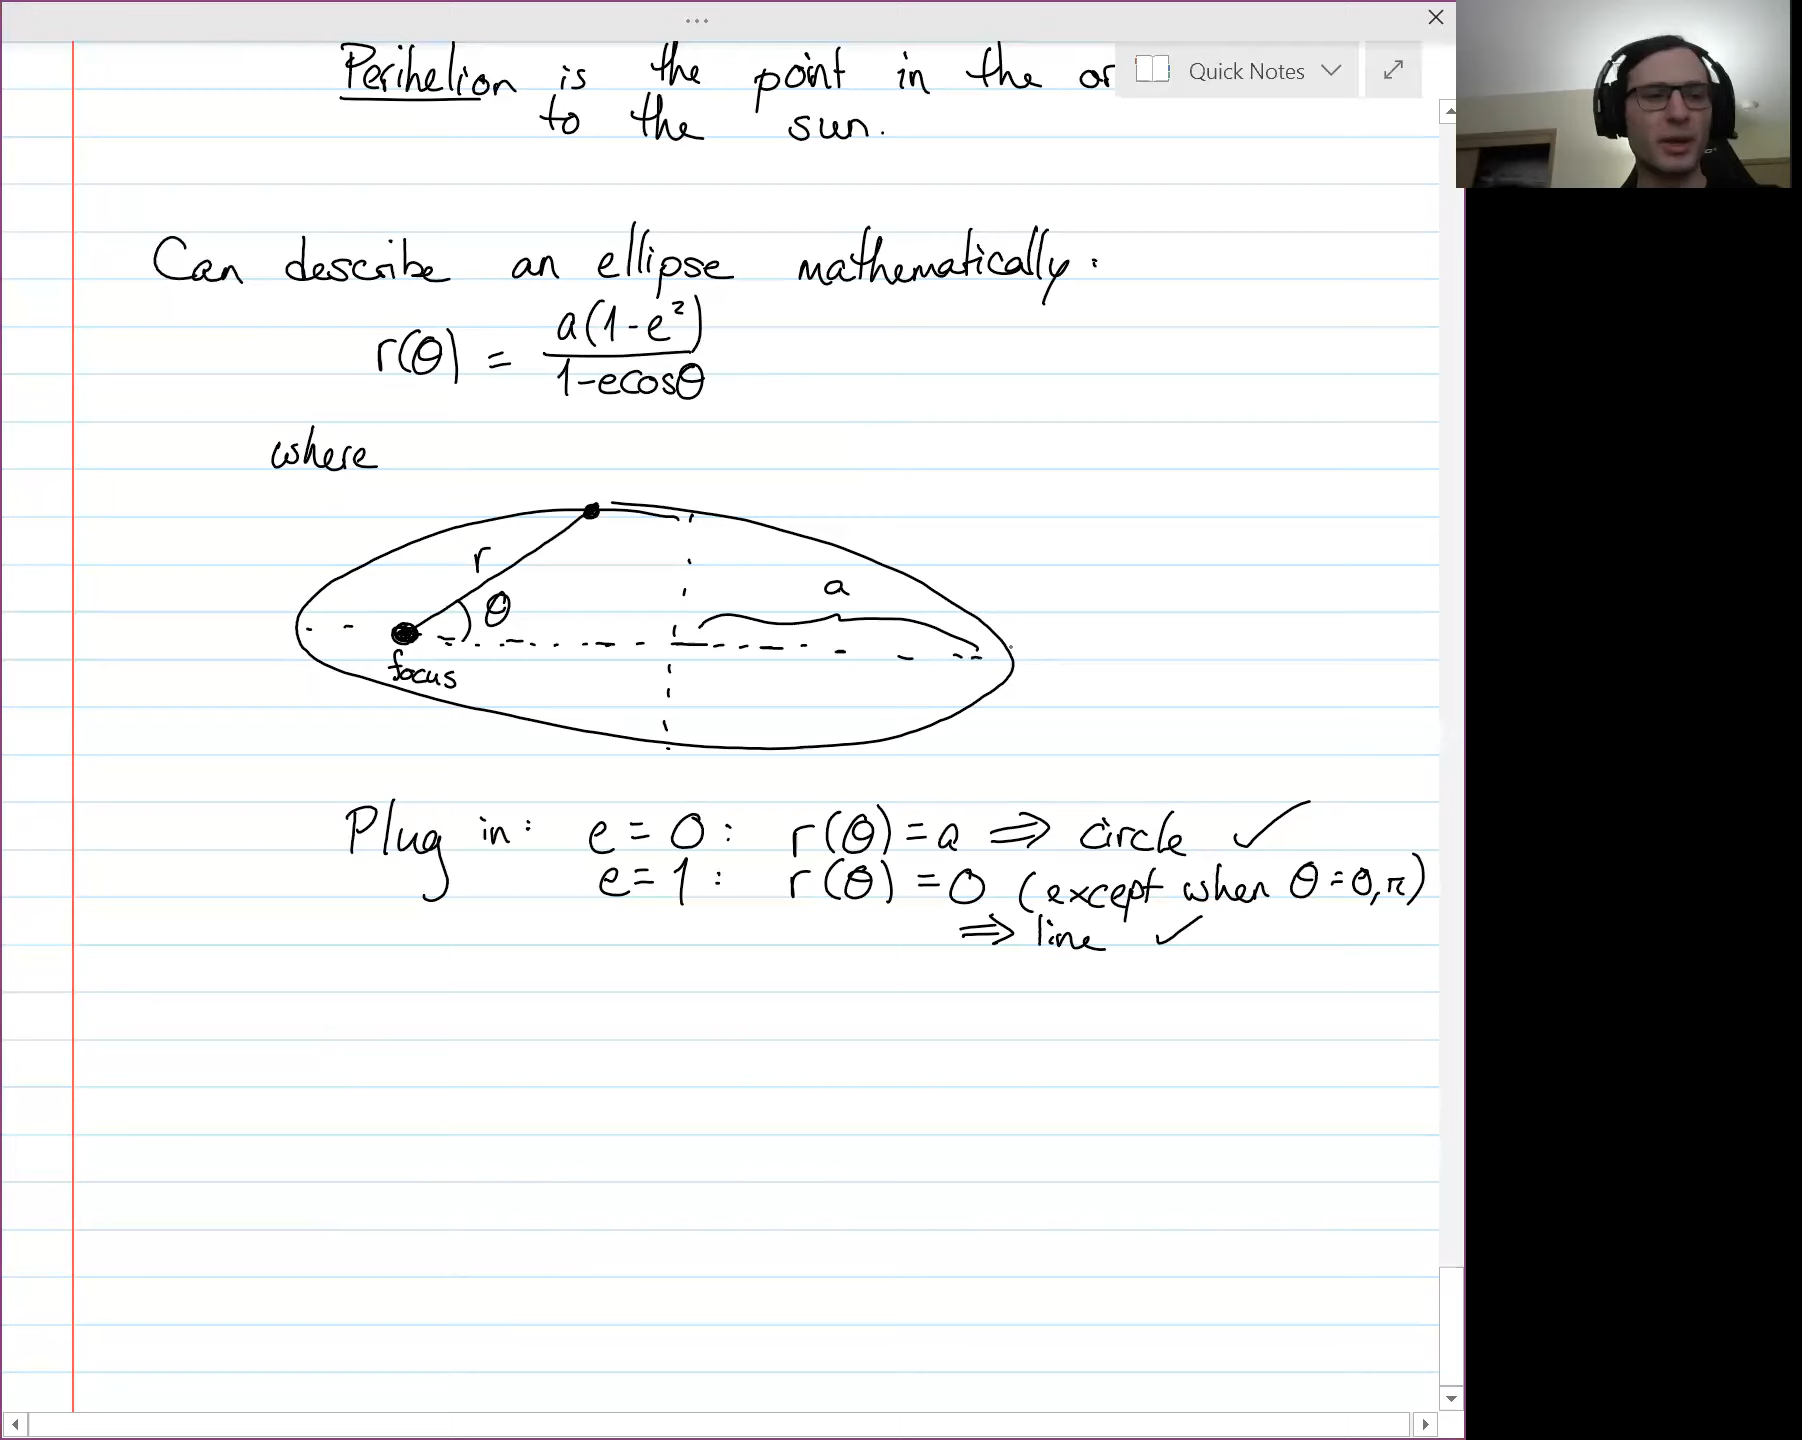 Quick Notes
Perihelion is the point in the or
to the sun.
Can describe an ellipse mathematically:
r(θ) = a(1-e²) / 1-ecosθ
where
r
θ
a
focus
Plug in: e = 0 : r(θ) = a ⇒ circle ✓
e = 1 : r(θ) = 0 (except when θ = 0, π)
⇒ line ✓